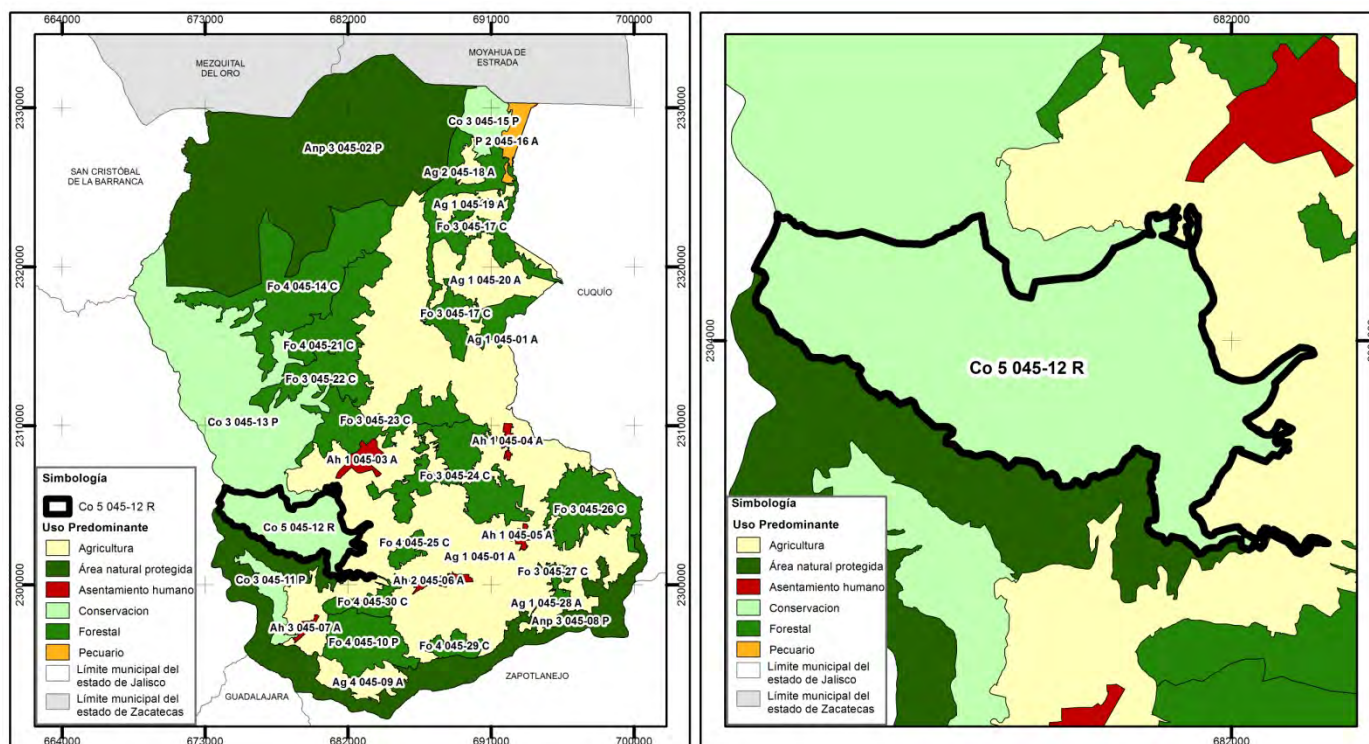 664000
673000
682000
691000
700000
2330000
2320000
2310000
2300000
MEZQUITAL
DEL ORO
MOYAHUA DE
ESTRADA
Co 3 045-15 P
P 2 045-16 A
Anp 3 045-02 P
SAN CRISTÓBAL
DE LA BARRANCA
Ag 2 045-18 A
Ag 1 045-19 A
Fo 3 045-17 C
Fo 4 045-14 C
Ag 1 045-20 A
CUQUÍO
Fo 3 045-17 C
Ag 1 045-01 A
Fo 4 045-21 C
Fo 3 045-22 C
Co 3 045-13 P
Fo 3 045-23 C
Ah 1 045-04 A
Ah 1 045-03 A
Fo 3 045-24 C
Fo 3 045-26 C
Co 5 045-12 R
Ah 1 045-05 A
Fo 4 045-25 C
Ag 1 045-01 A
Co 3 045-11 P
Ah 2 045-06 A
Fo 3 045-27 C
Fo 4 045-30 C
Ag 1 045-28 A
Anp 3 045-08 P
Ah 3 045-07 A
Fo 4 045-10 P
Fo 4 045-29 C
Ag 4 045-09 A
ZAPOTLANEJO
GUADALAJARA
Simbología
Co 5 045-12 R
Uso Predominante
Agricultura
Área natural protegida
Asentamiento humano
Conservacion
Forestal
Pecuario
Límite municipal del
estado de Jalisco
Límite municipal del
estado de Zacatecas
664000
673000
682000
691000
700000
682000
2304000
Co 5 045-12 R
Simbología
Uso Predominante
Agricultura
Área natural protegida
Asentamiento humano
Conservacion
Forestal
Pecuario
Límite municipal del
estado de Jalisco
Límite municipal del
estado de Zacatecas
682000